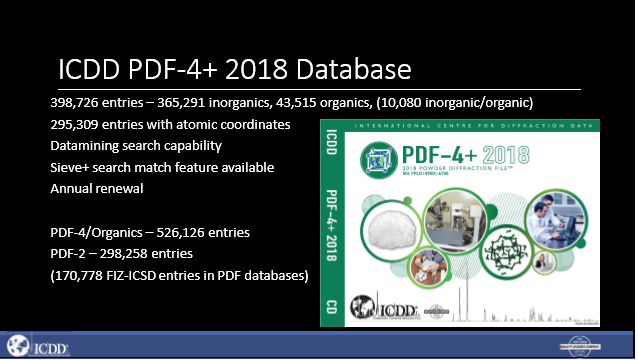 ICDD PDF-4+ 2018 Database
398,726 entries – 365,291 inorganics, 43,515 organics, (10,080 inorganic/organic)
295,309 entries with atomic coordinates
Datamining search capability
Sieve+ search match feature available
Annual renewal
PDF-4/Organics – 526,126 entries
PDF-2 – 298,258 entries
(170,778 FIZ-ICSD entries in PDF databases)
INTERNATIONAL CENTRE FOR DIFFRACTION DATA
ICDD
PDF-4+ 2018
CD
PDF-4+ 2018
2018 POWDER DIFFRACTION FILE™
ICDD
ICDD